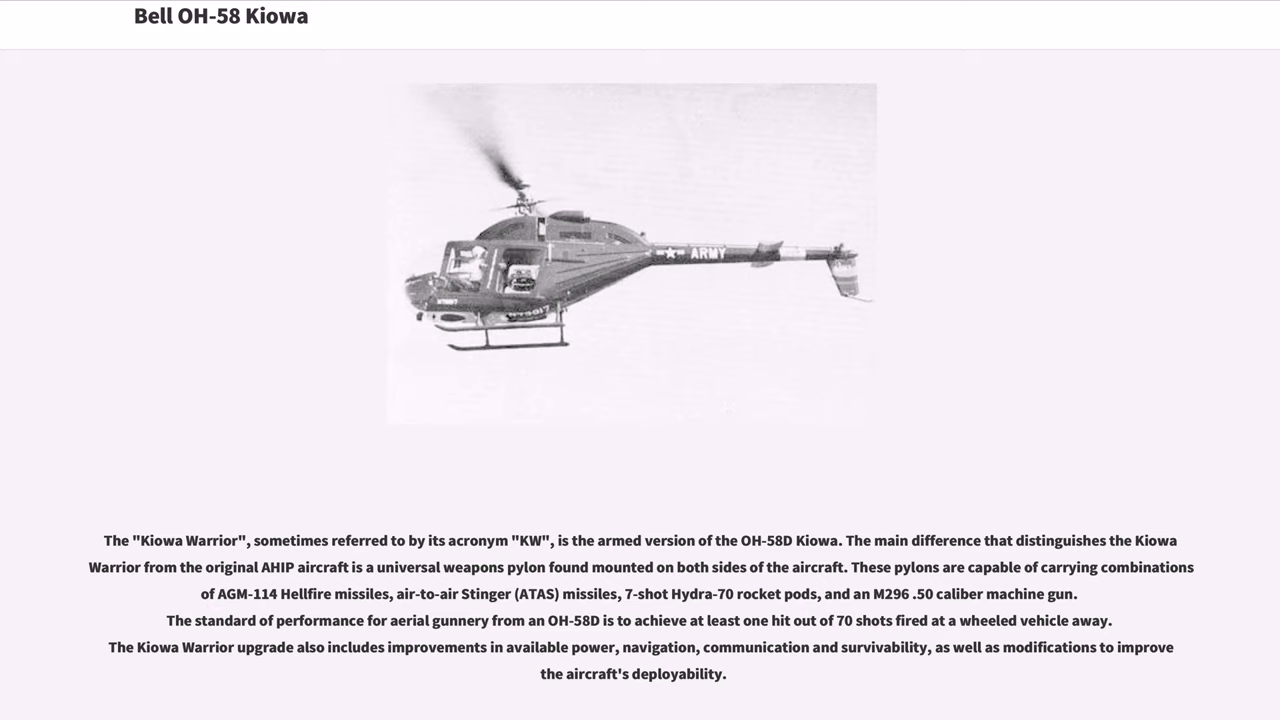 Bell OH-58 Kiowa
ARMY
The "Kiowa Warrior", sometimes referred to by its acronym "KW", is the armed version of the OH-58D Kiowa. The main difference that distinguishes the Kiowa
Warrior from the original AHIP aircraft is a universal weapons pylon found mounted on both sides of the aircraft. These pylons are capable of carrying combinations
of AGM-114 Hellfire missiles, air-to-air Stinger (ATAS) missiles, 7-shot Hydra-70 rocket pods, and an M296 .50 caliber machine gun.
The standard of performance for aerial gunnery from an OH-58D is to achieve at least one hit out of 70 shots fired at a wheeled vehicle away.
The Kiowa Warrior upgrade also includes improvements in available power, navigation, communication and survivability, as well as modifications to improve
the aircraft's deployability.